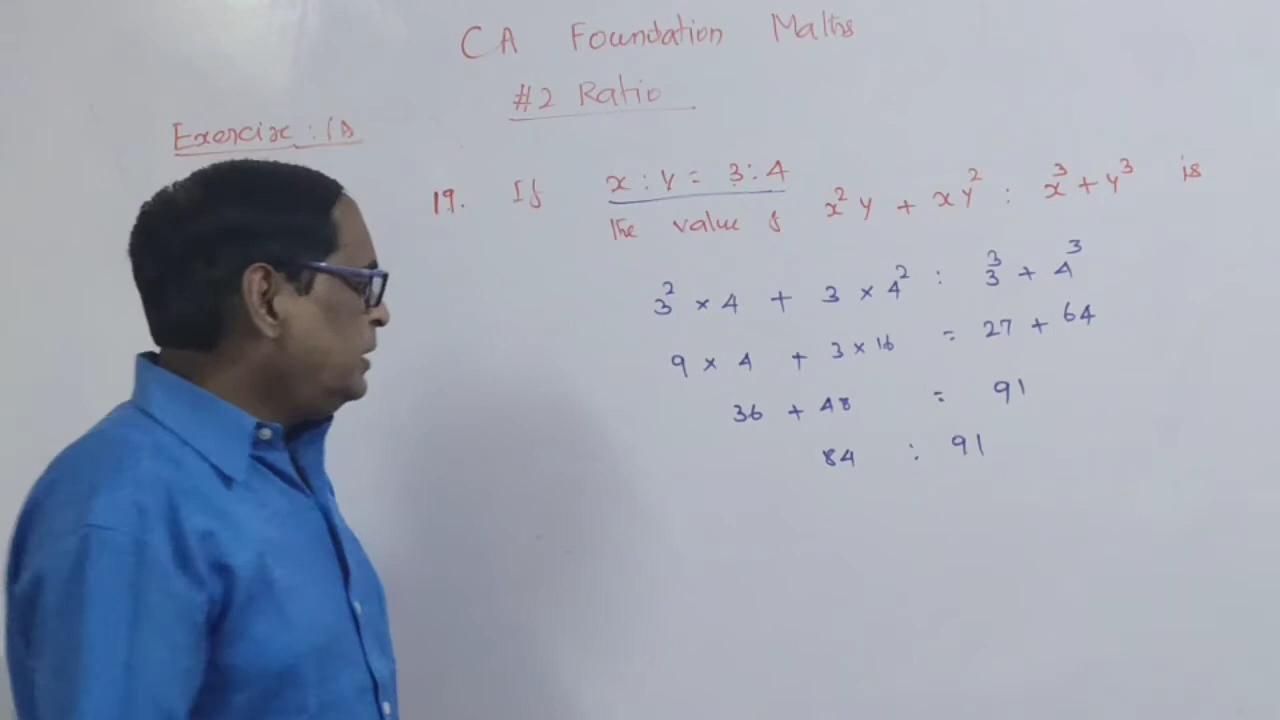 CA Foundation Maths
#2 Ratio
Exercise : 1A
19. If x : y = 3 : 4
the value of x²y + xy² : x³ + y³ is
3² × 4 + 3 × 4² : 3³ + 4³
9 × 4 + 3 × 16 = 27 + 64
36 + 48 = 91
84 : 91